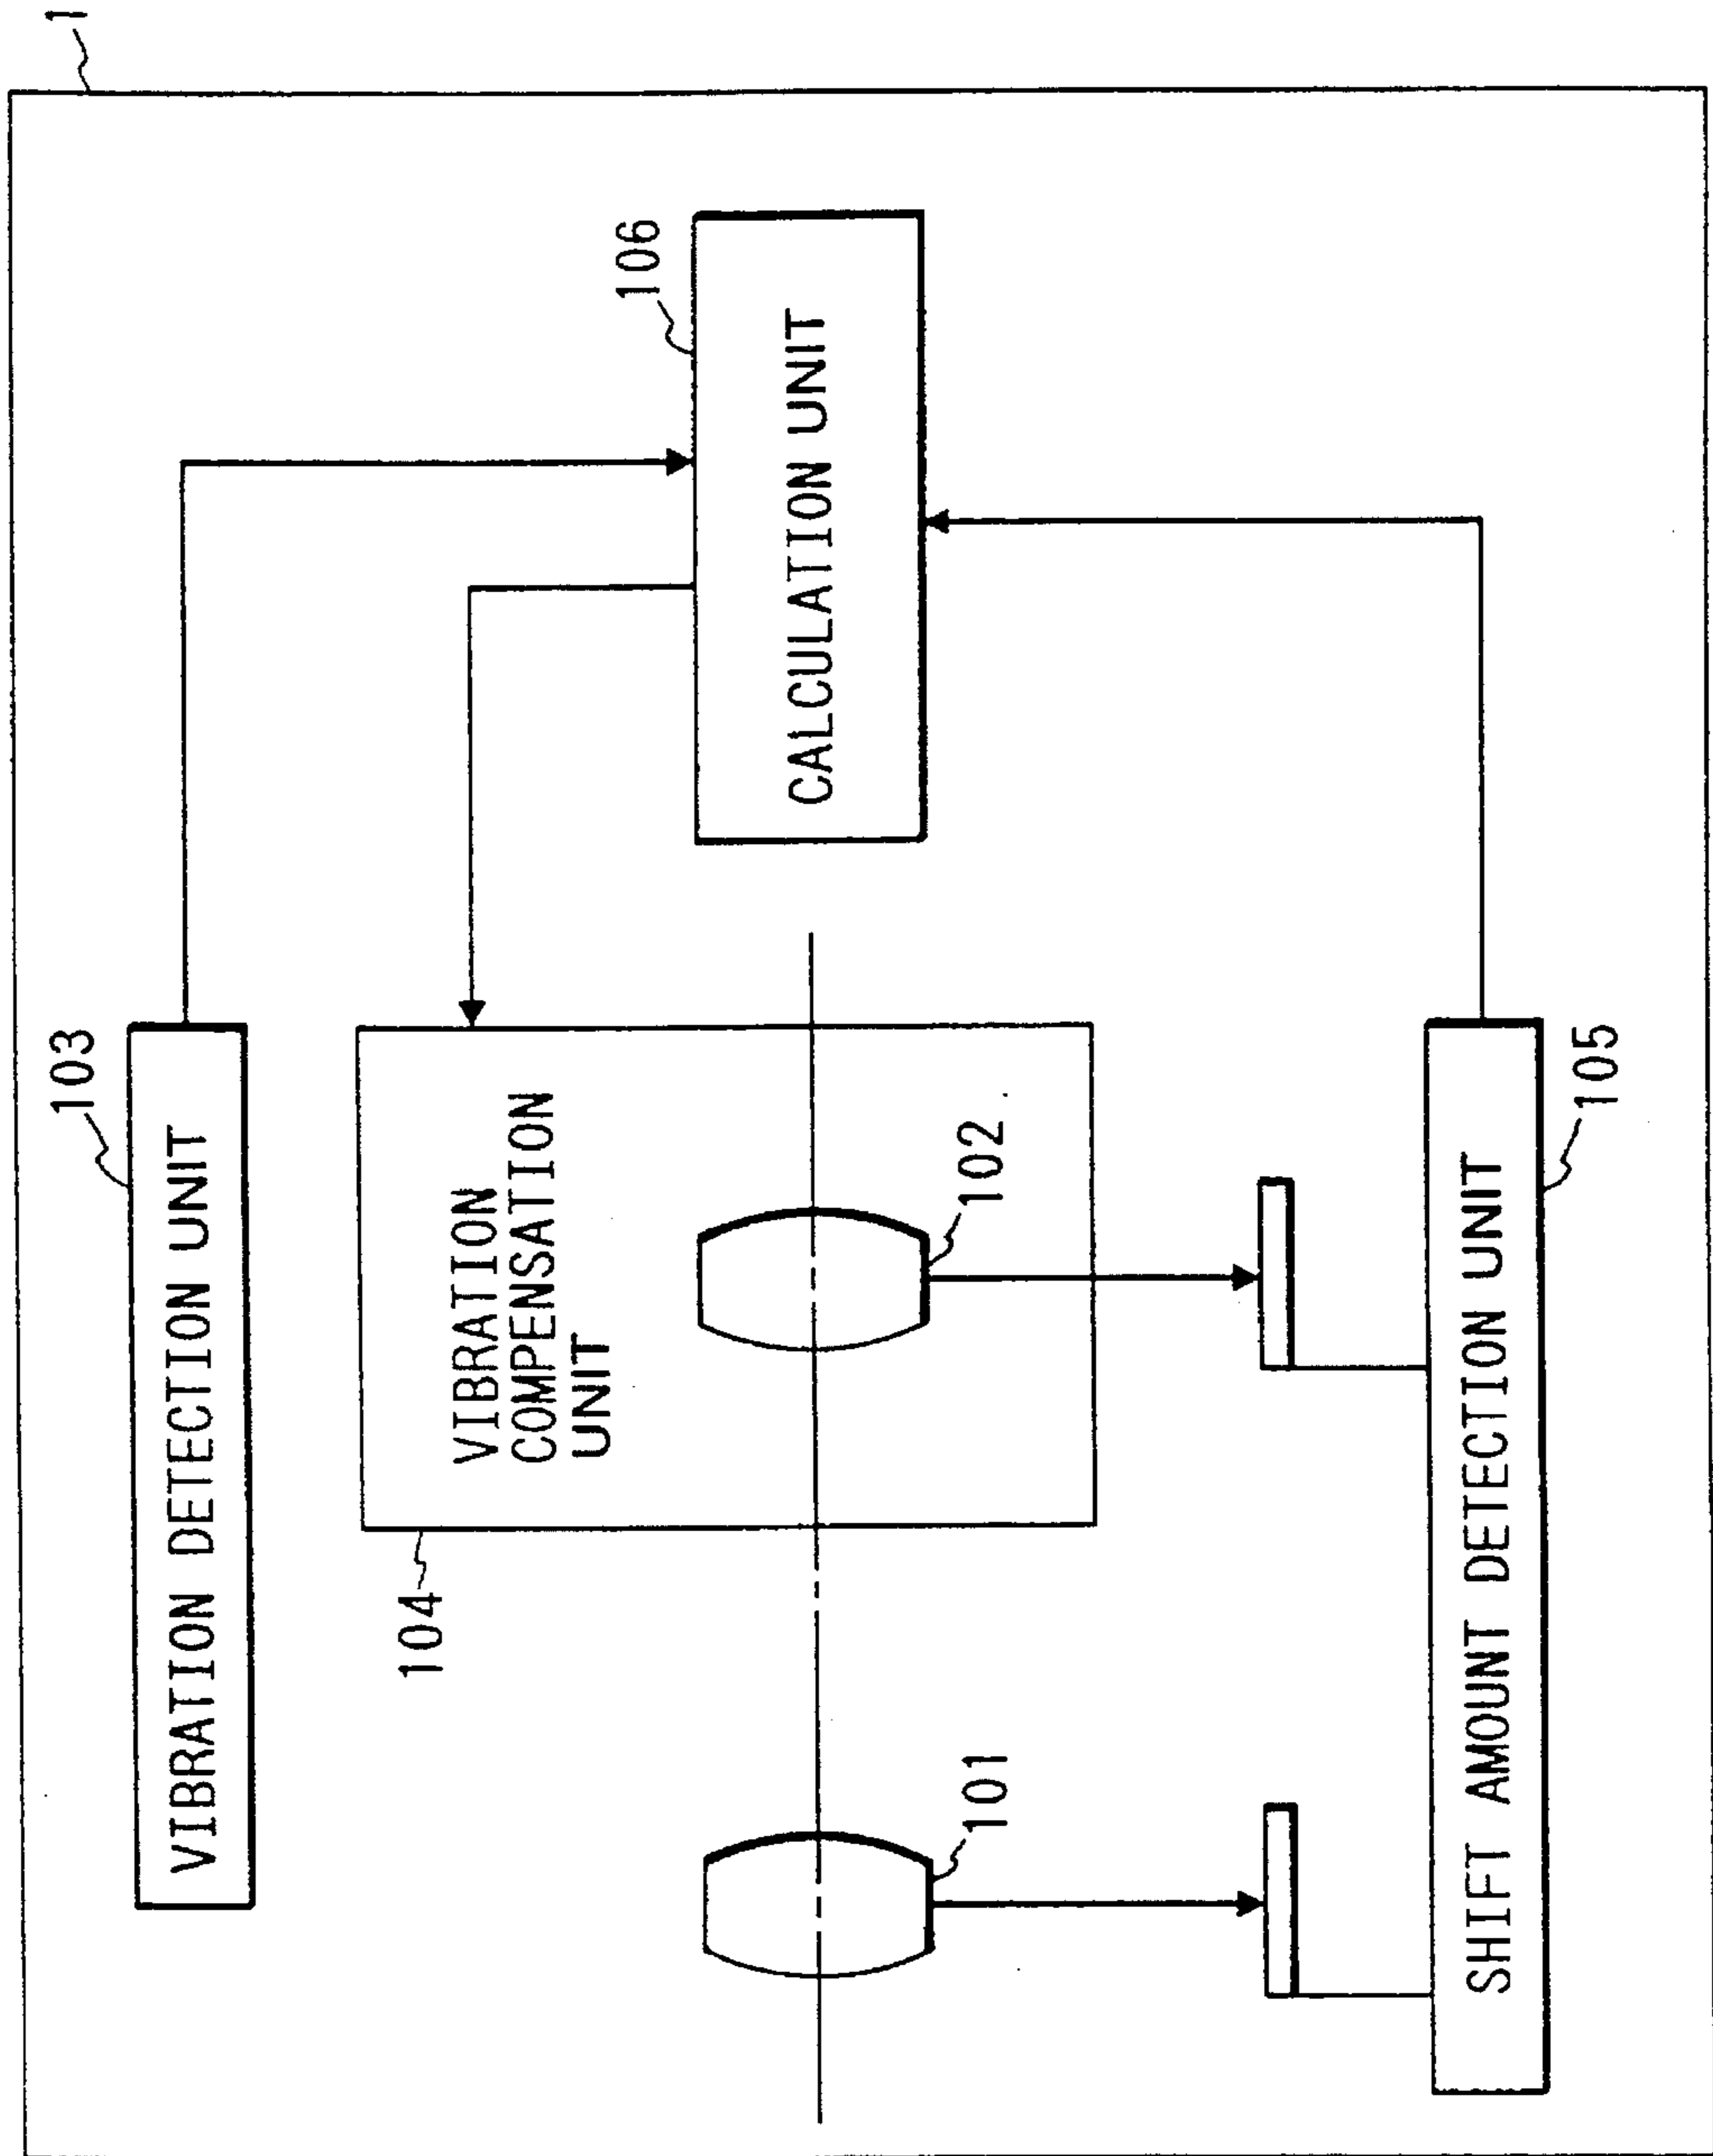 1
103
VIBRATION DETECTION UNIT
104
VIBRATION
COMPENSATION
UNIT
106
CALCULATION UNIT
101
102
SHIFT AMOUNT DETECTION UNIT
105